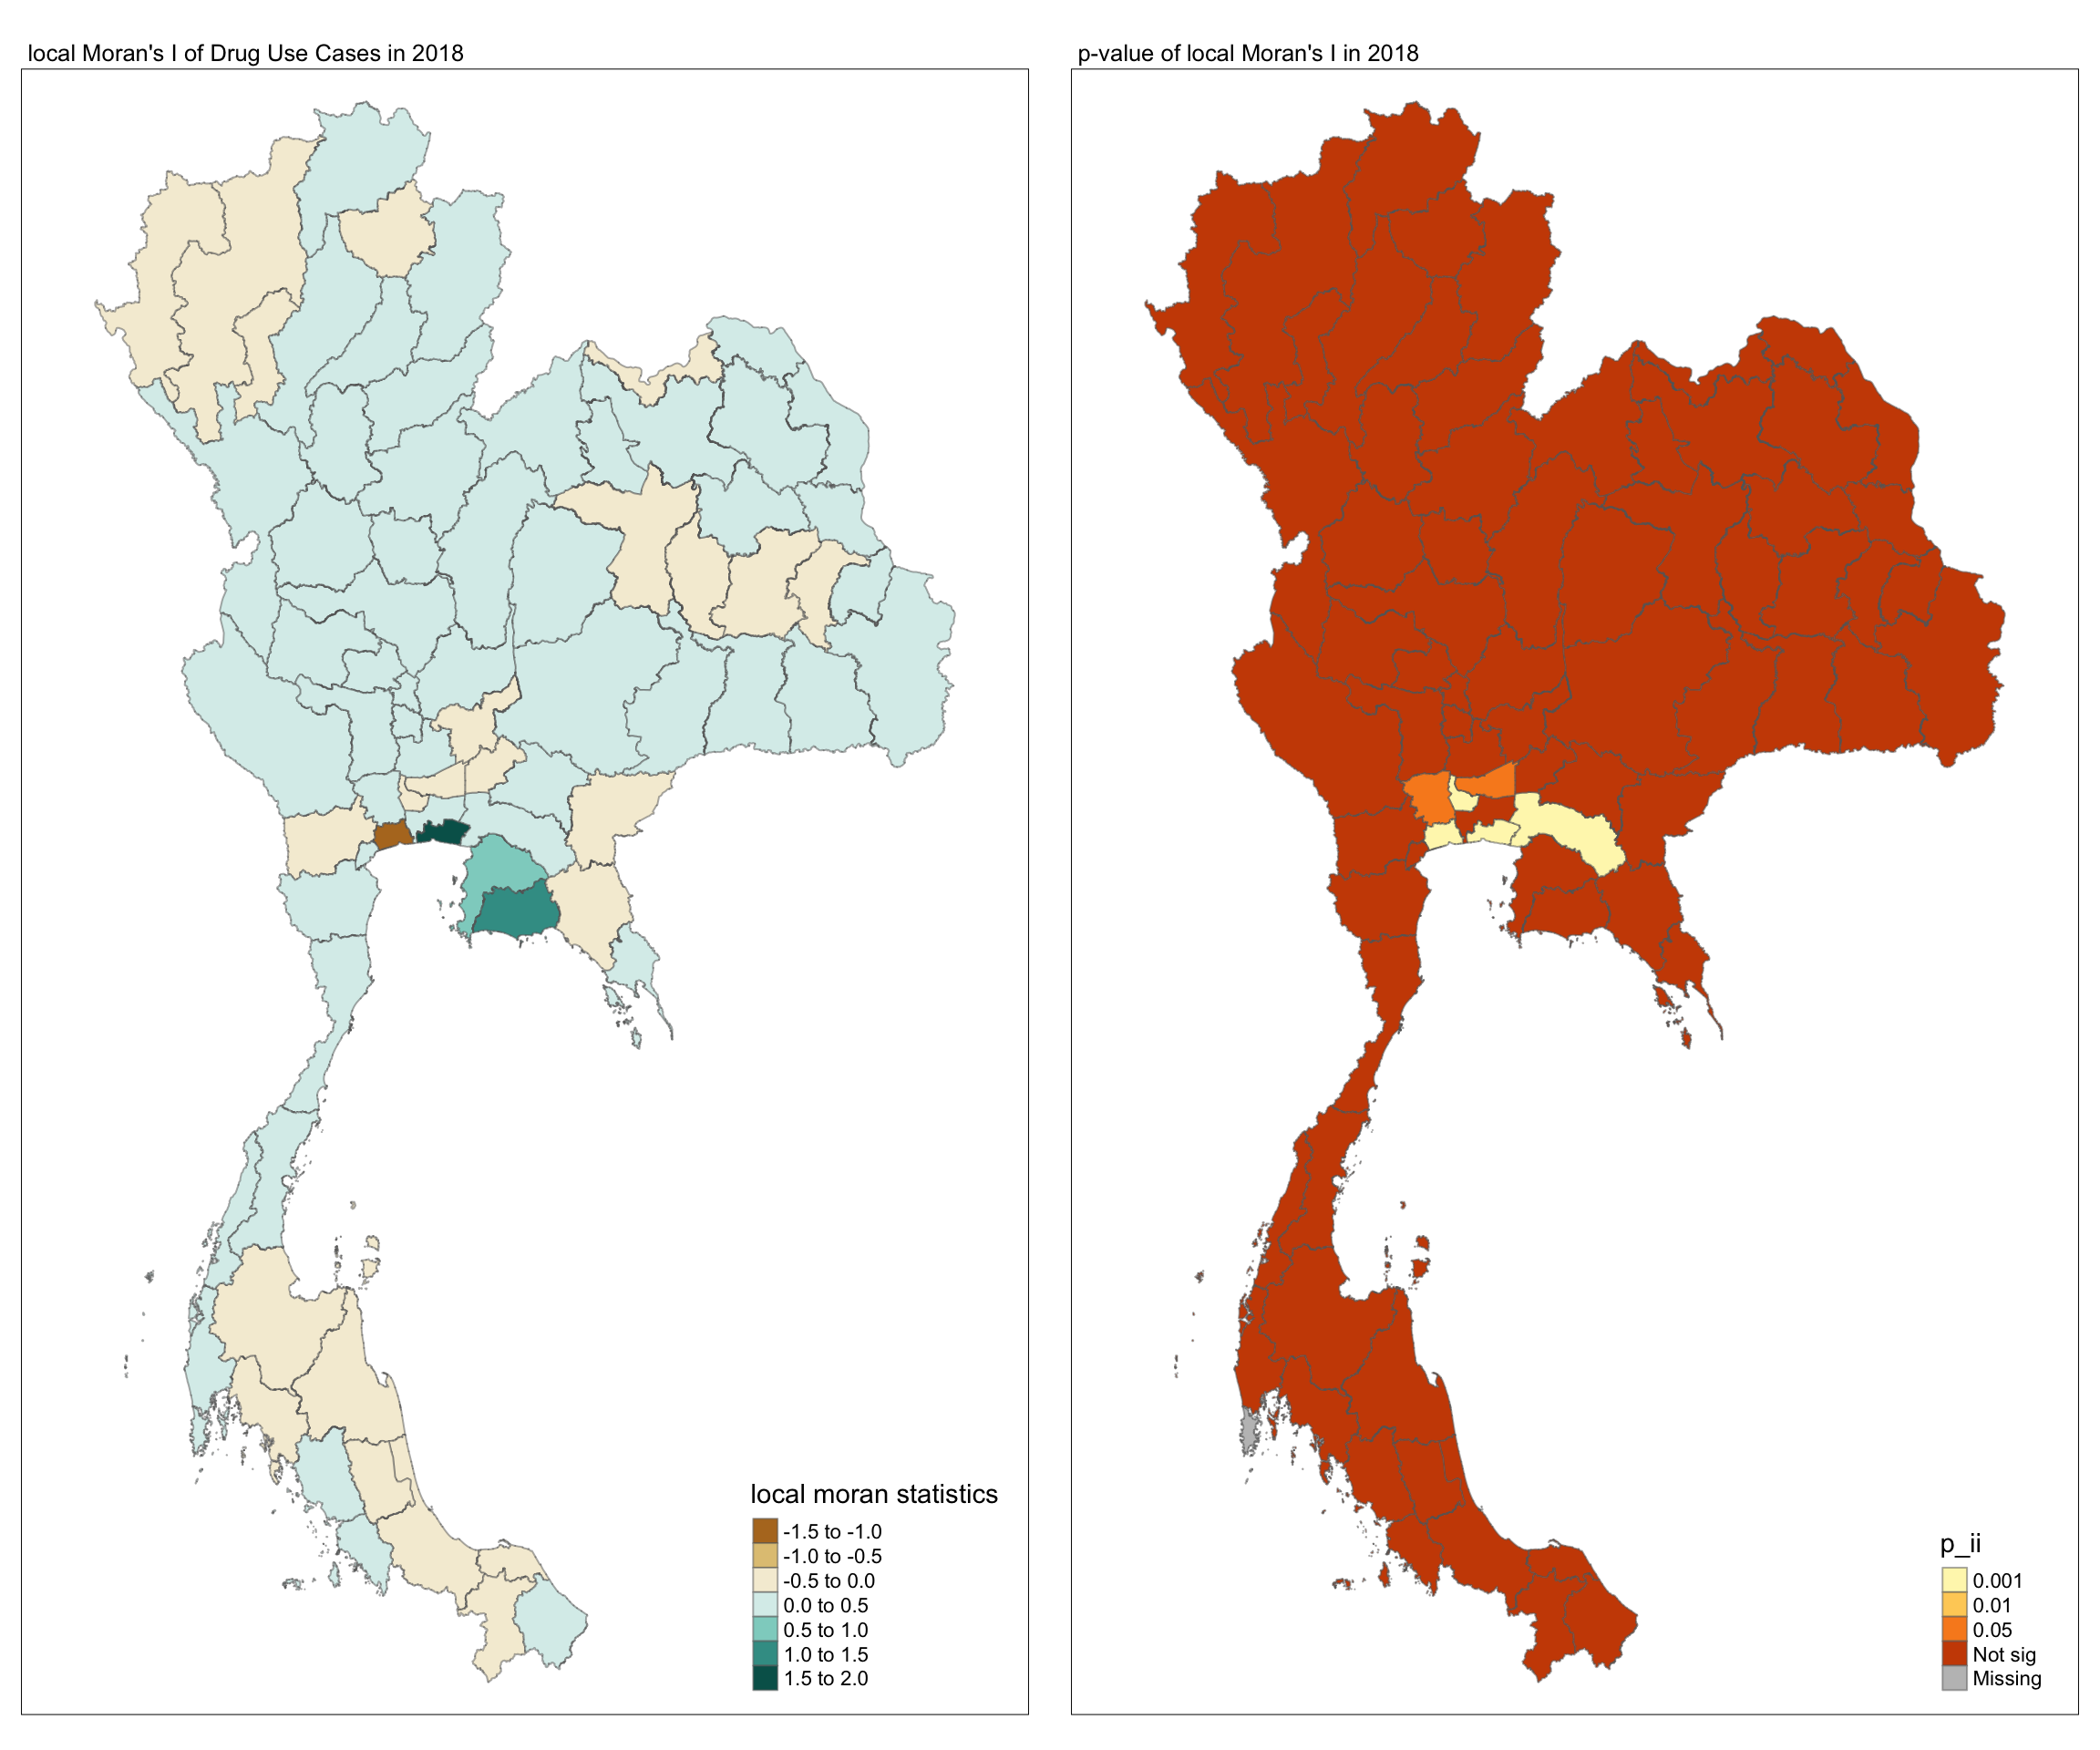 local Moran's I of Drug Use Cases in 2018
local moran statistics
-1.5 to -1.0
-1.0 to -0.5
-0.5 to 0.0
0.0 to 0.5
0.5 to 1.0
1.0 to 1.5
1.5 to 2.0
p-value of local Moran's I in 2018
p_ii
0.001
0.01
0.05
Not sig
Missing